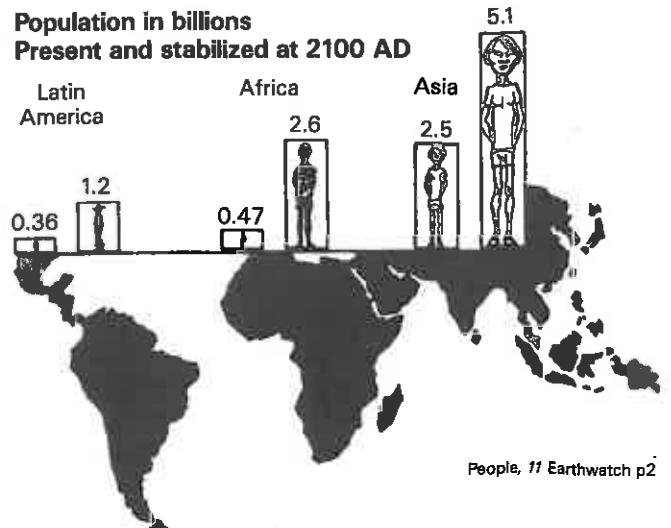 Population in billions
Present and stabilized at 2100 AD
Latin
America
Africa
Asia
0.36
1.2
0.47
2.6
2.5
5.1
People, 11 Earthwatch p2